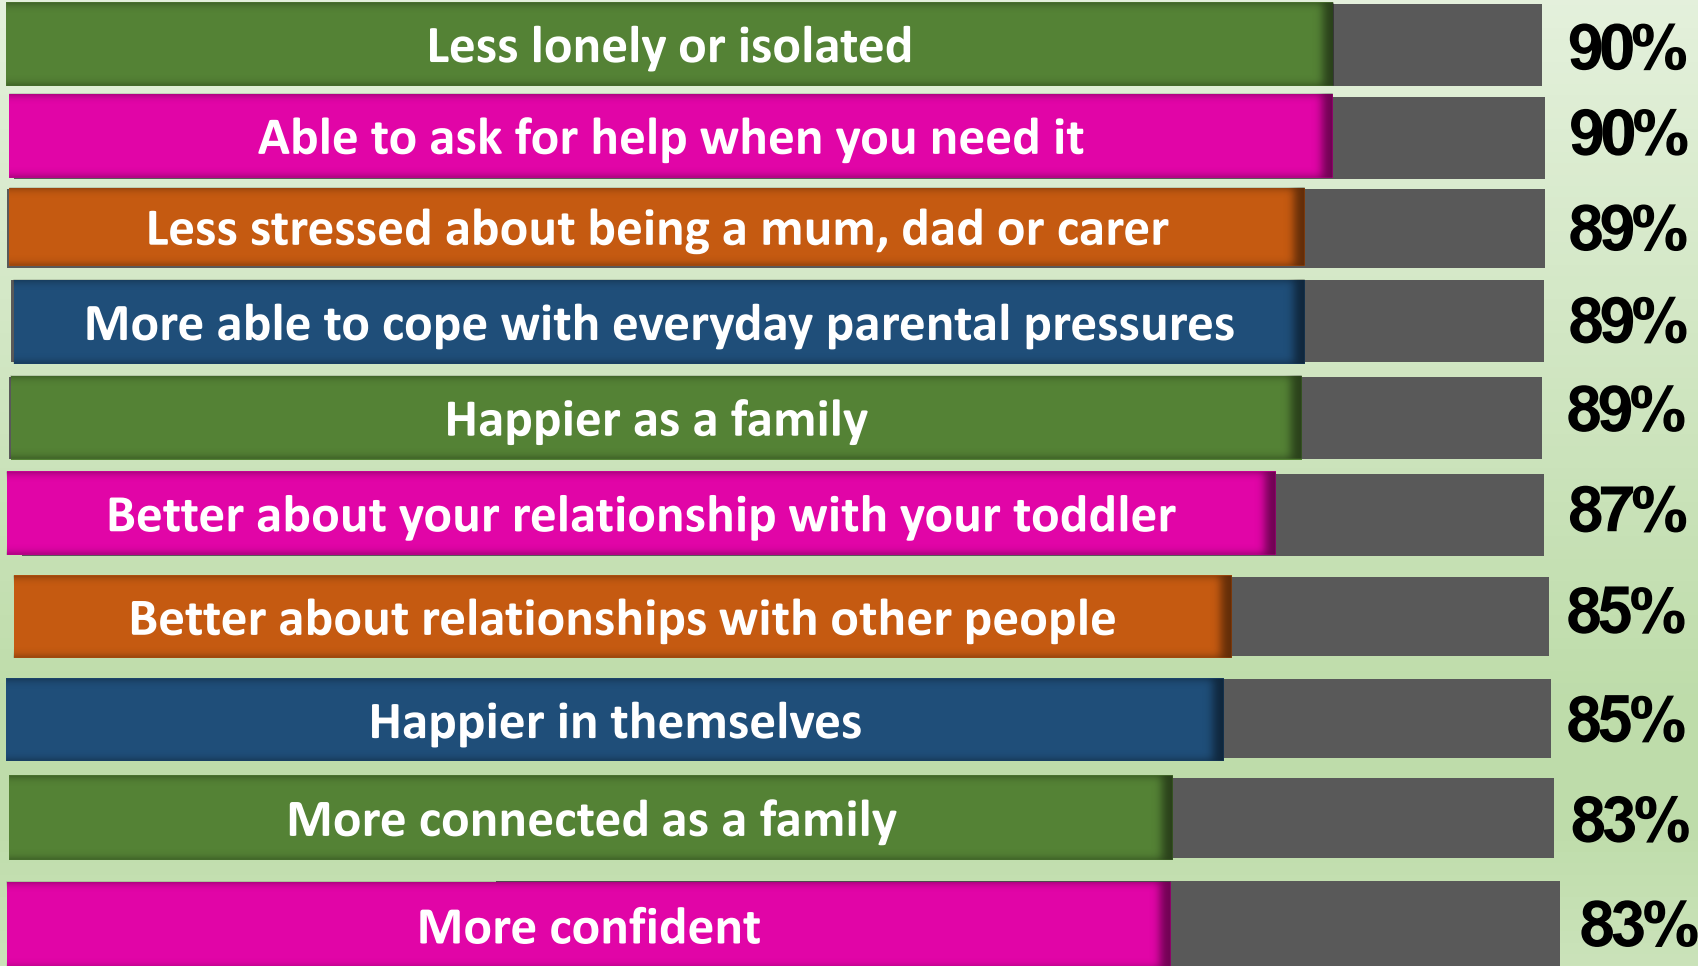 Less lonely or isolated 90%
Able to ask for help when you need it 90%
Less stressed about being a mum, dad or carer 89%
More able to cope with everyday parental pressures 89%
Happier as a family 89%
Better about your relationship with your toddler 87%
Better about relationships with other people 85%
Happier in themselves 85%
More connected as a family 83%
More confident 83%